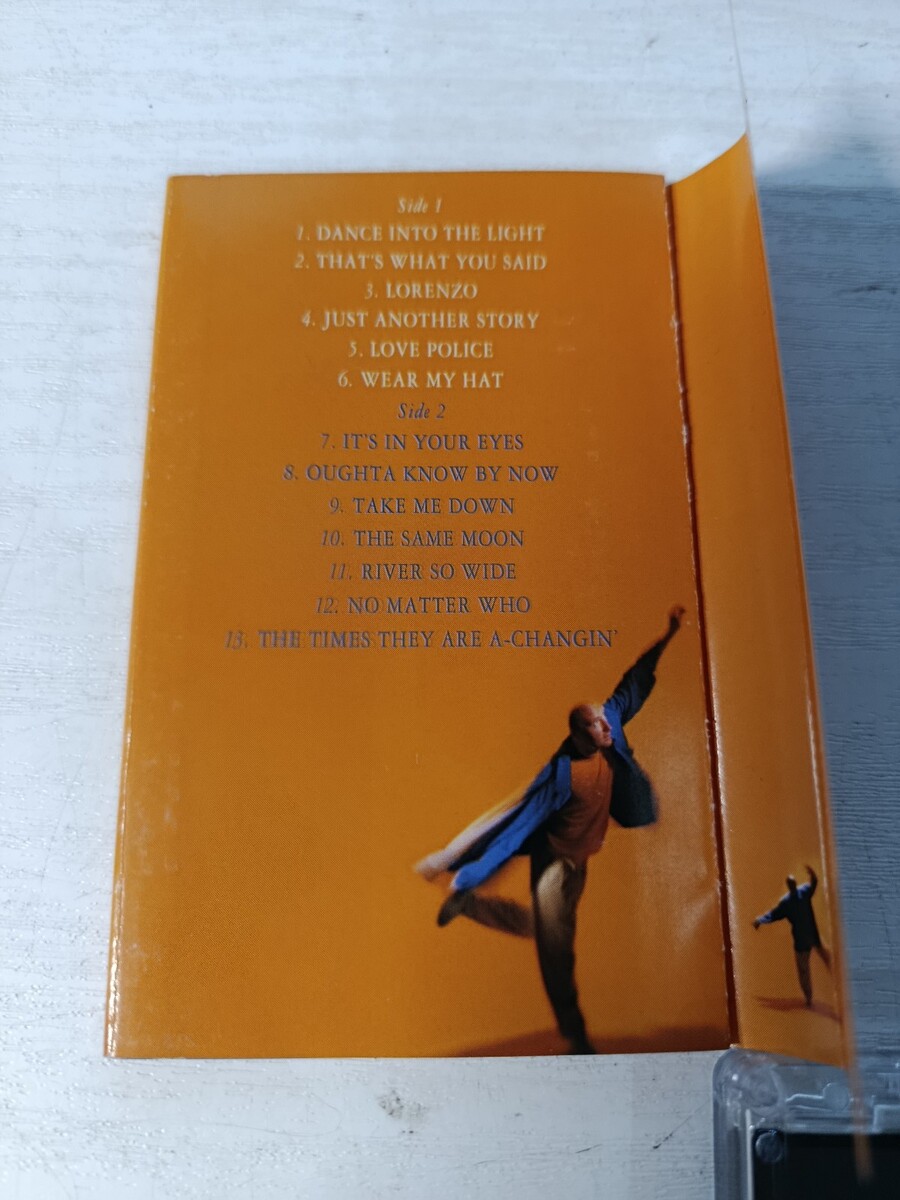 Side 1
1. DANCE INTO THE LIGHT
2. THAT'S WHAT YOU SAID
3. LORENZO
4. JUST ANOTHER STORY
5. LOVE POLICE
6. WEAR MY HAT
Side 2
7. IT'S IN YOUR EYES
8. OUGHTA KNOW BY NOW
9. TAKE ME DOWN
10. THE SAME MOON
11. RIVER SO WIDE
12. NO MATTER WHO
13. THE TIMES THEY ARE A-CHANGIN'